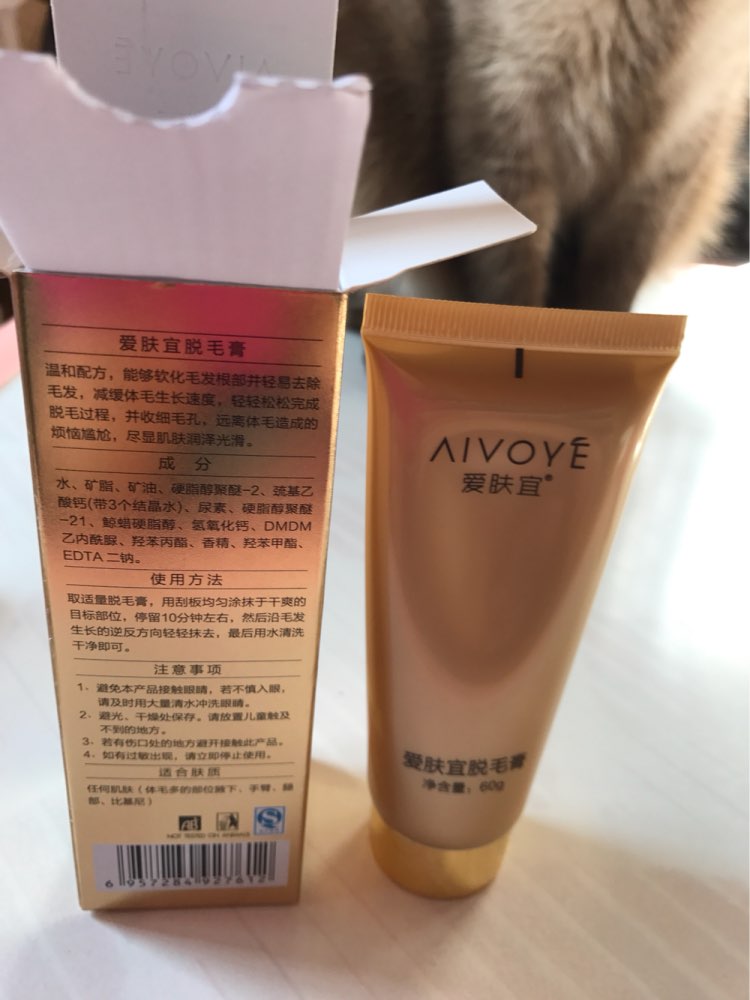 AIVOYE
爱肤宜脱毛膏
温和配方，能够软化毛发根部并轻易去除
毛发，减缓体毛生长速度，轻轻松松完成
脱毛过程，并收细毛孔，远离体毛造成的
烦恼尴尬，尽显肌肤润泽光滑。
成 分
水、矿脂、矿油、硬脂醇聚醚-2、巯基乙
酸钙(带3个结晶水)、尿素、硬脂醇聚醚
-21、鲸蜡硬脂醇、氢氧化钙、DMDM
乙内酰脲、羟苯丙酯、香精、羟苯甲酯、
EDTA 二钠。
使用方法
取适量脱毛膏，用刮板均匀涂抹于干爽的
目标部位，停留10分钟左右，然后沿毛发
生长的逆反方向轻轻抹去，最后用水清洗
干净即可。
注意事项
1、避免本产品接触眼睛，若不慎入眼，
请及时用大量清水冲洗眼睛。
2、避光、干燥处保存。请放置儿童触及
不到的地方。
3、若有伤口处的地方避开接触此产品。
4、如有过敏出现，请立即停止使用。
适合肤质
任何肌肤（体毛多的部位腋下、手臂、腿
部、比基尼）
NOT TESTED ON ANIMALS
6 957284 927612
AIVOYE
爱肤宜®
爱肤宜脱毛膏
净含量：60g